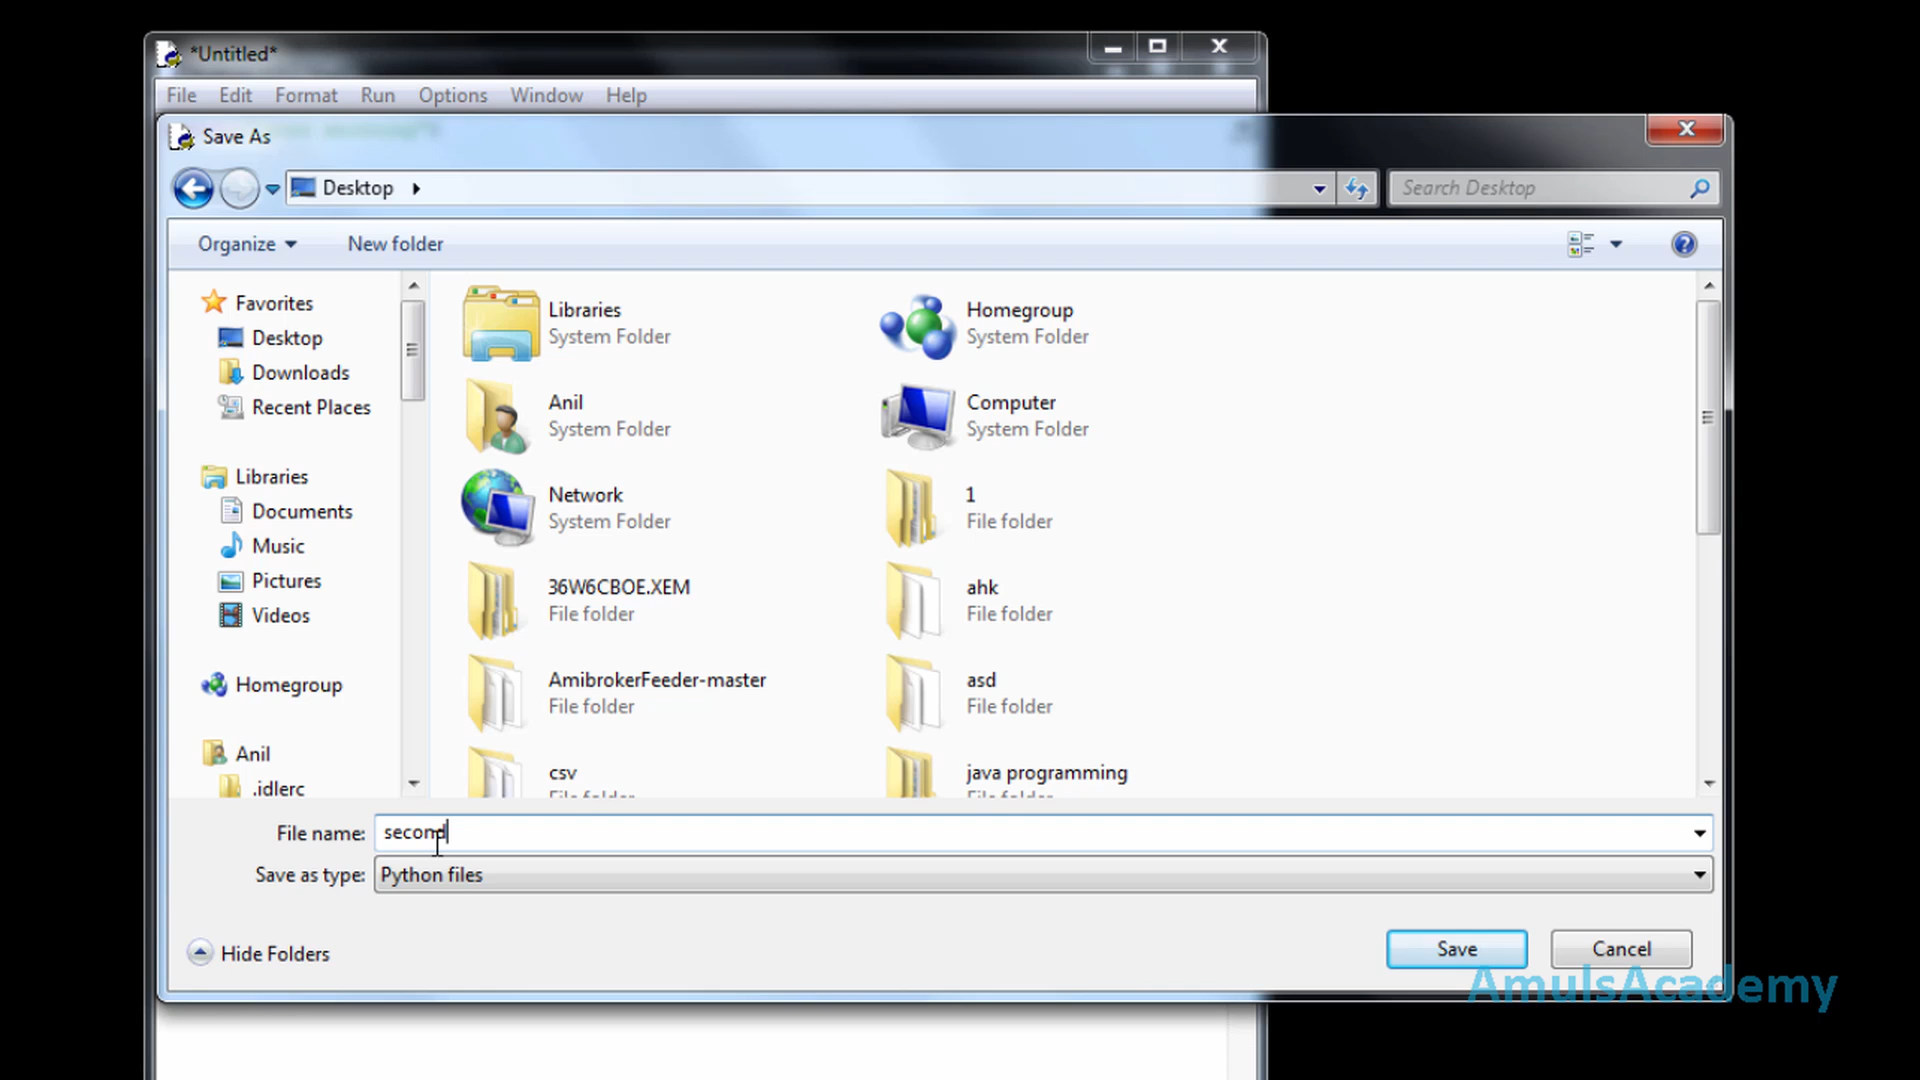 *Untitled*
File Edit Format Run Options Window Help
Save As
Desktop
Search Desktop
Organize New folder
Favorites
Desktop
Downloads
Recent Places
Libraries
Documents
Music
Pictures
Videos
Homegroup
Anil
.idlerc
Libraries
System Folder
Homegroup
System Folder
Anil
System Folder
Computer
System Folder
Network
System Folder
1
File folder
36W6CBOE.XEM
File folder
ahk
File folder
AmibrokerFeeder-master
File folder
asd
File folder
csv
File folder
java programming
File folder
File name: second
Save as type: Python files
Hide Folders
Save Cancel
AmulsAcademy